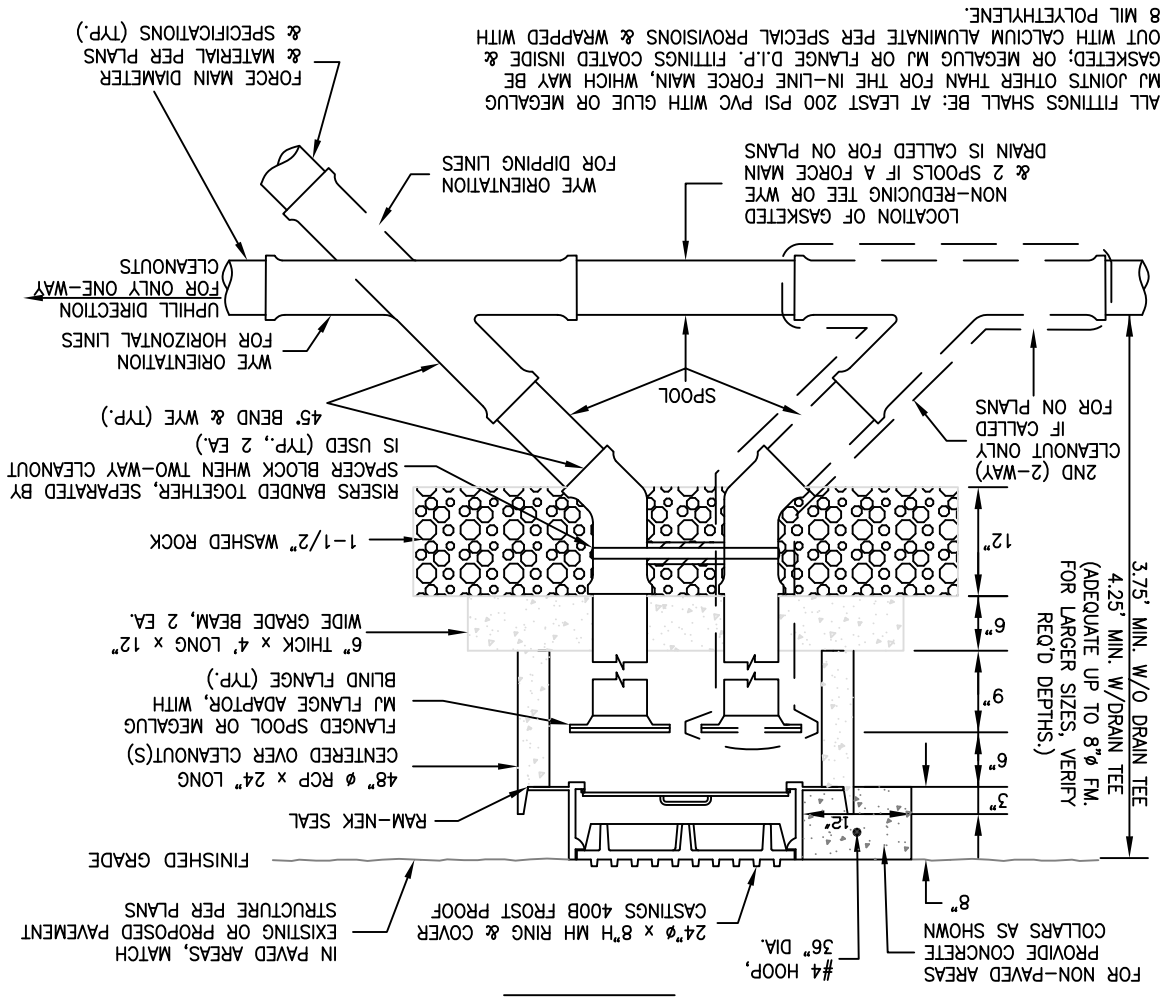 FOR NON-PAVED AREAS
PROVIDE CONCRETE
COLLARS AS SHOWN
#4 HOOP,
36" DIA.
24"ø x 8"H MH RING & COVER
CASTINGS 400B FROST PROOF
IN PAVED AREAS, MATCH
EXISTING OR PROPOSED PAVEMENT
STRUCTURE PER PLANS
8"
FINISHED GRADE
12"
3"
RAM-NEK SEAL
6"
48" ø RCP x 24" LONG
CENTERED OVER CLEANOUT(S)
9"
FLANGED SPOOL OR MEGALUG
MJ FLANGE ADAPTOR, WITH
BLIND FLANGE (TYP.)
6"
6" THICK x 4' LONG x 12"
WIDE GRADE BEAM, 2 EA.
12"
1-1/2" WASHED ROCK
3.75' MIN. W/O DRAIN TEE
4.25' MIN. W/DRAIN TEE
(ADEQUATE UP TO 8"ø FM.
FOR LARGER SIZES, VERIFY
REQ'D DEPTHS.)
RISERS BANDED TOGETHER, SEPARATED BY
SPACER BLOCK WHEN TWO-WAY CLEANOUT
IS USED (TYP., 2 EA.)
45° BEND & WYE (TYP.)
2ND (2-WAY)
CLEANOUT ONLY
IF CALLED
FOR ON PLANS
SPOOL
WYE ORIENTATION
FOR HORIZONTAL LINES
UPHILL DIRECTION
FOR ONLY ONE-WAY
CLEANOUTS
LOCATION OF GASKETED
NON-REDUCING TEE OR WYE
& 2 SPOOLS IF A FORCE MAIN
DRAIN IS CALLED FOR ON PLANS
WYE ORIENTATION
FOR DIPPING LINES
FORCE MAIN DIAMETER
& MATERIAL PER PLANS
& SPECIFICATIONS (TYP.)
ALL FITTINGS SHALL BE: AT LEAST 200 PSI PVC WITH GLUE OR MEGALUG
MJ JOINTS OTHER THAN FOR THE IN-LINE FORCE MAIN, WHICH MAY BE
GASKETED; OR MEGALUG MJ OR FLANGE D.I.P. FITTINGS COATED INSIDE &
OUT WITH CALCIUM ALUMINATE PER SPECIAL PROVISIONS & WRAPPED WITH
8 MIL POLYETHYLENE.